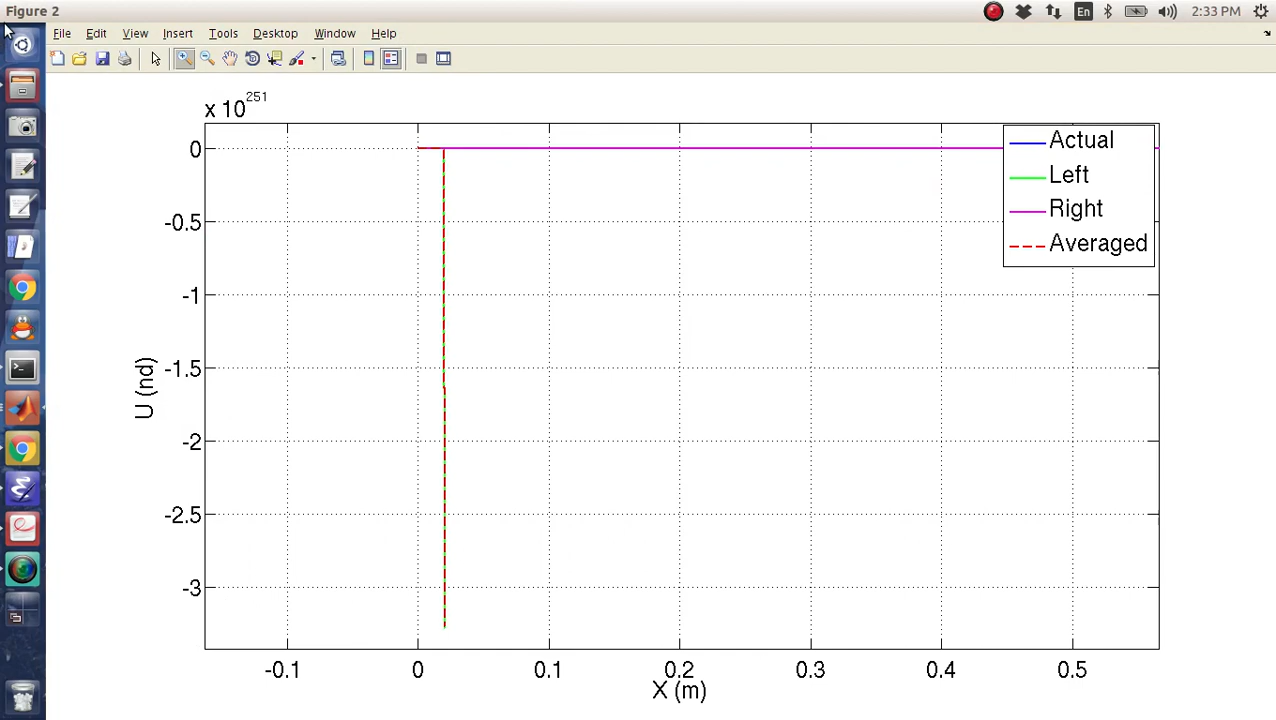 Figure 2
En
2:33 PM
File Edit View Insert Tools Desktop Window Help
x 10^251
0
-0.5
-1
-1.5
-2
-2.5
-3
U (nd)
-0.1 0 0.1 0.2 0.3 0.4 0.5
X (m)
Actual
Left
Right
Averaged